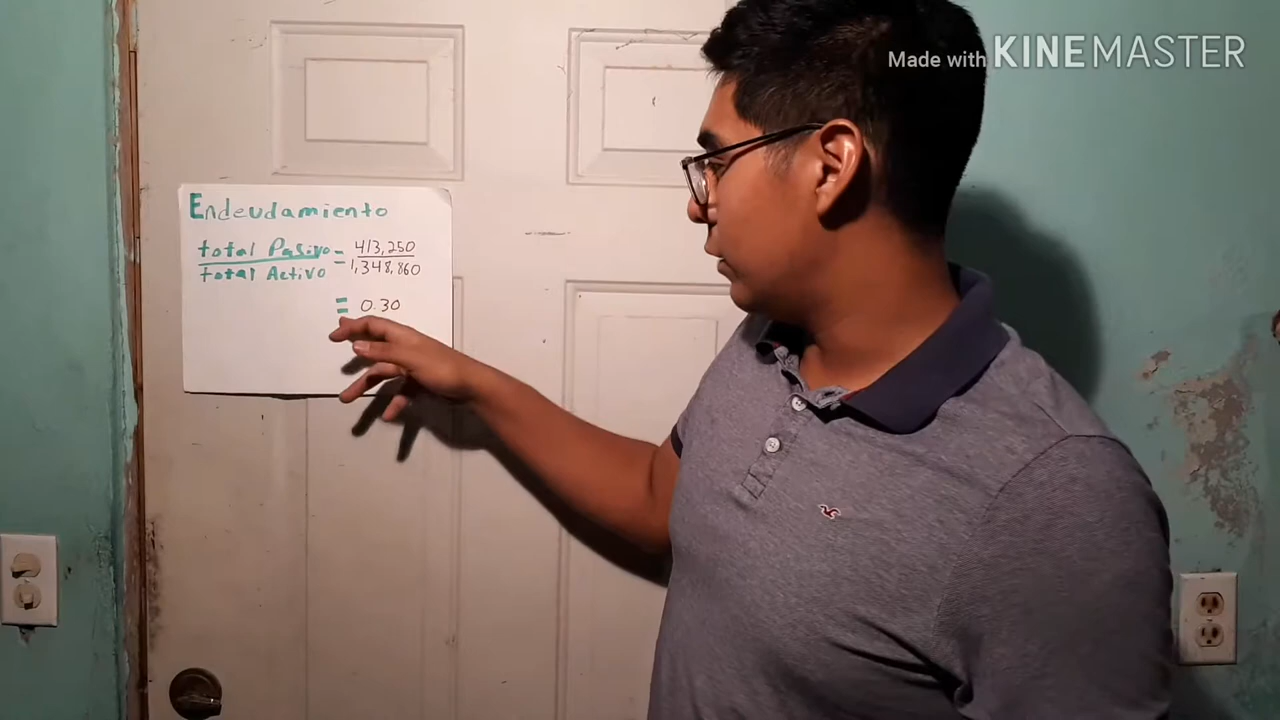 Made with KINEMASTER
Endeudamiento
total Pasivo = 413,250
total Activo 1,348,860
= 0.30